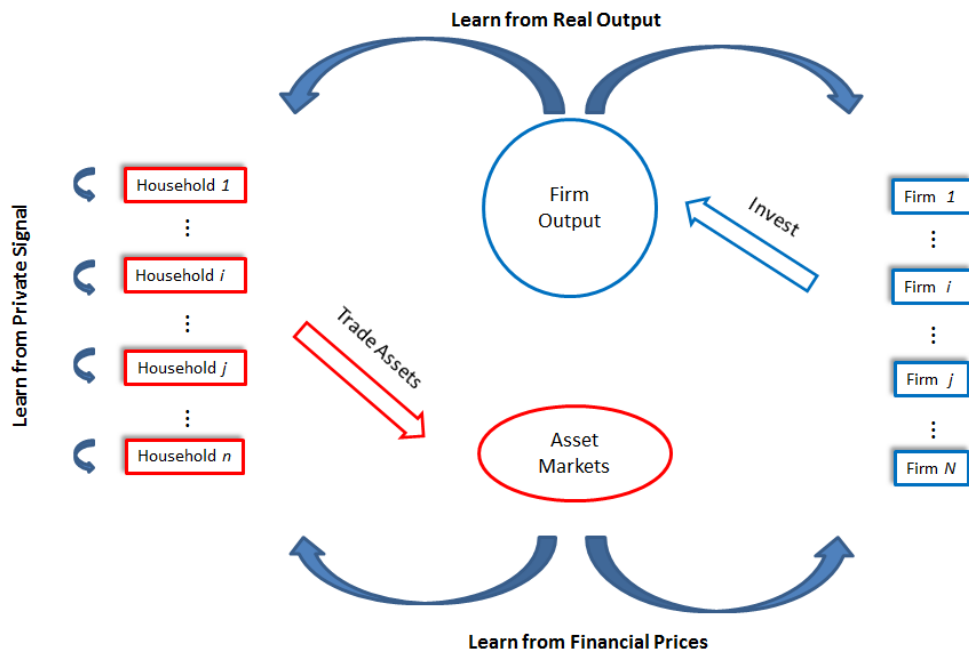 Learn from Real Output
Learn from Private Signal
Household 1
⋮
Household i
⋮
Household j
⋮
Household n
Firm
Output
Invest
Trade Assets
Asset
Markets
Firm 1
⋮
Firm i
⋮
Firm j
⋮
Firm N
Learn from Financial Prices